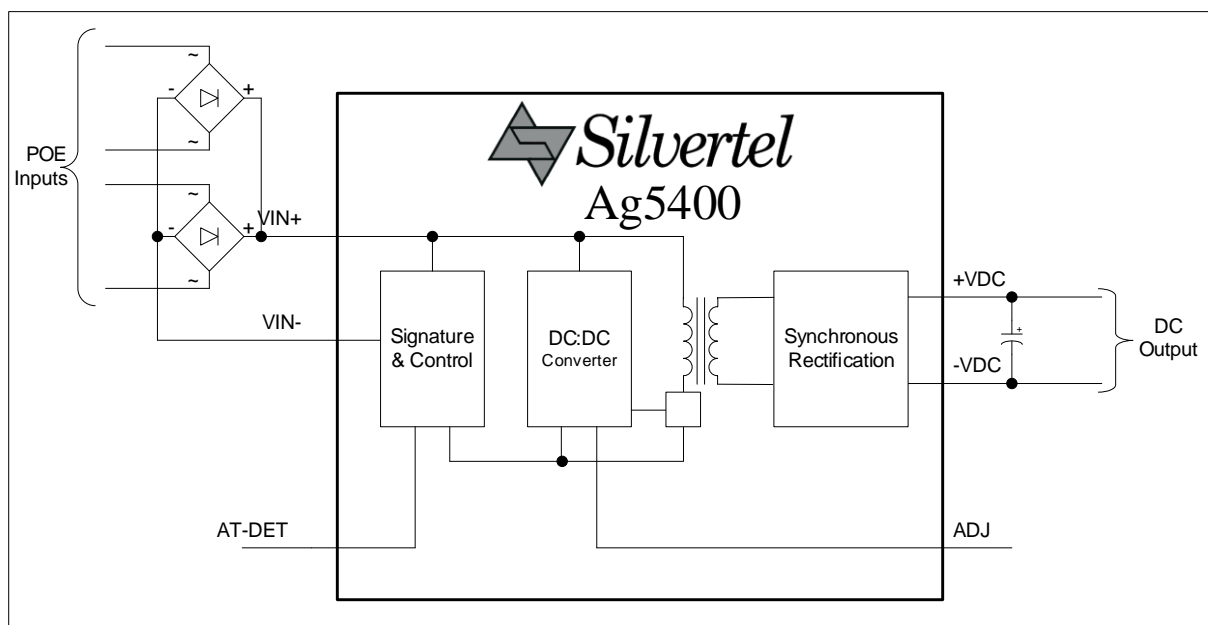 ~
-
+
~
POE
Inputs
~
-
+
~
VIN+
VIN-
Silvertel
Ag5400
Signature
& Control
DC:DC
Converter
Synchronous
Rectification
+VDC
+
-VDC
DC
Output
AT-DET
ADJ